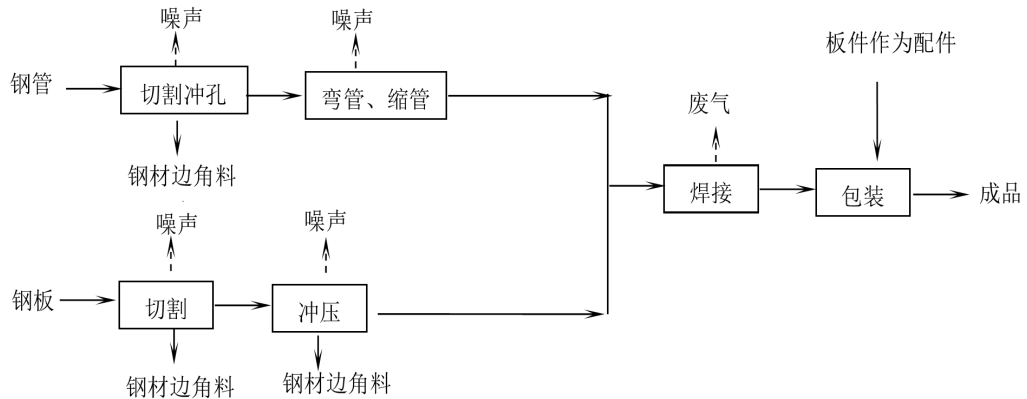 噪声
噪声
板件作为配件
钢管
切割冲孔
弯管、缩管
废气
钢材边角料
焊接
包装
成品
噪声
噪声
钢板
切割
冲压
钢材边角料
钢材边角料